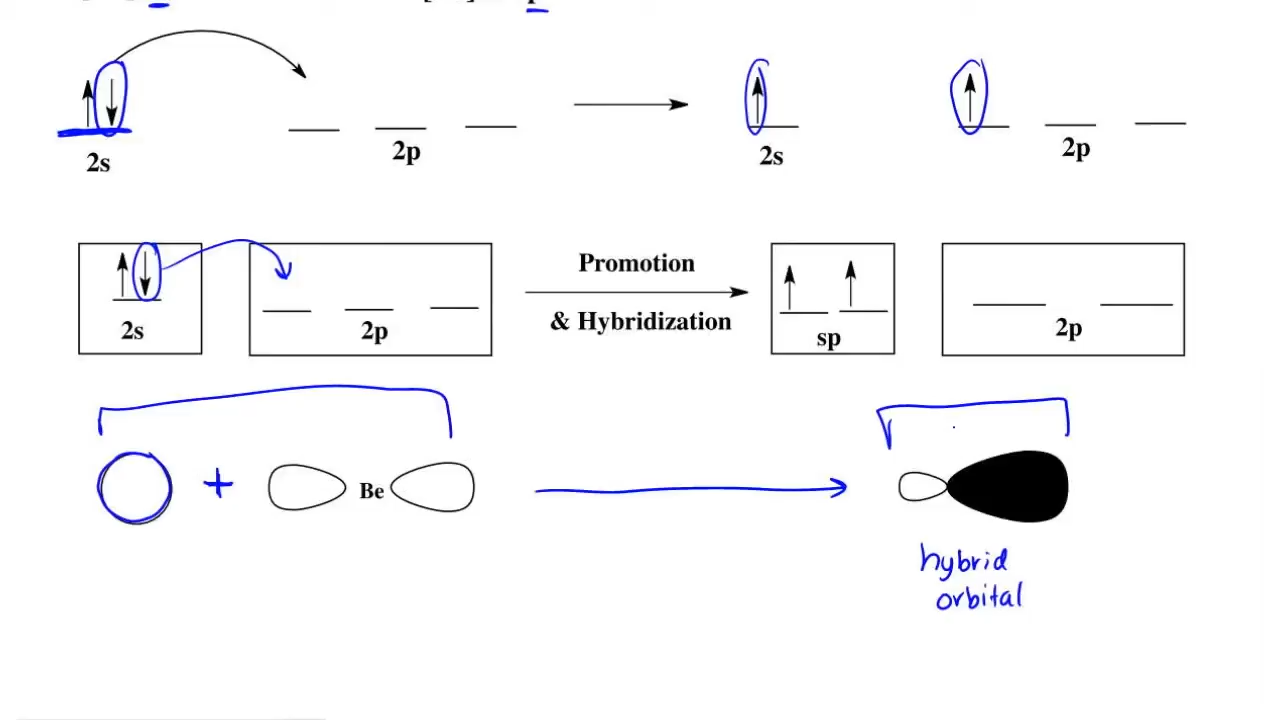 2s 2p 2s 2p
Promotion
& Hybridization
2s 2p sp 2p
+ Be
hybrid
orbital